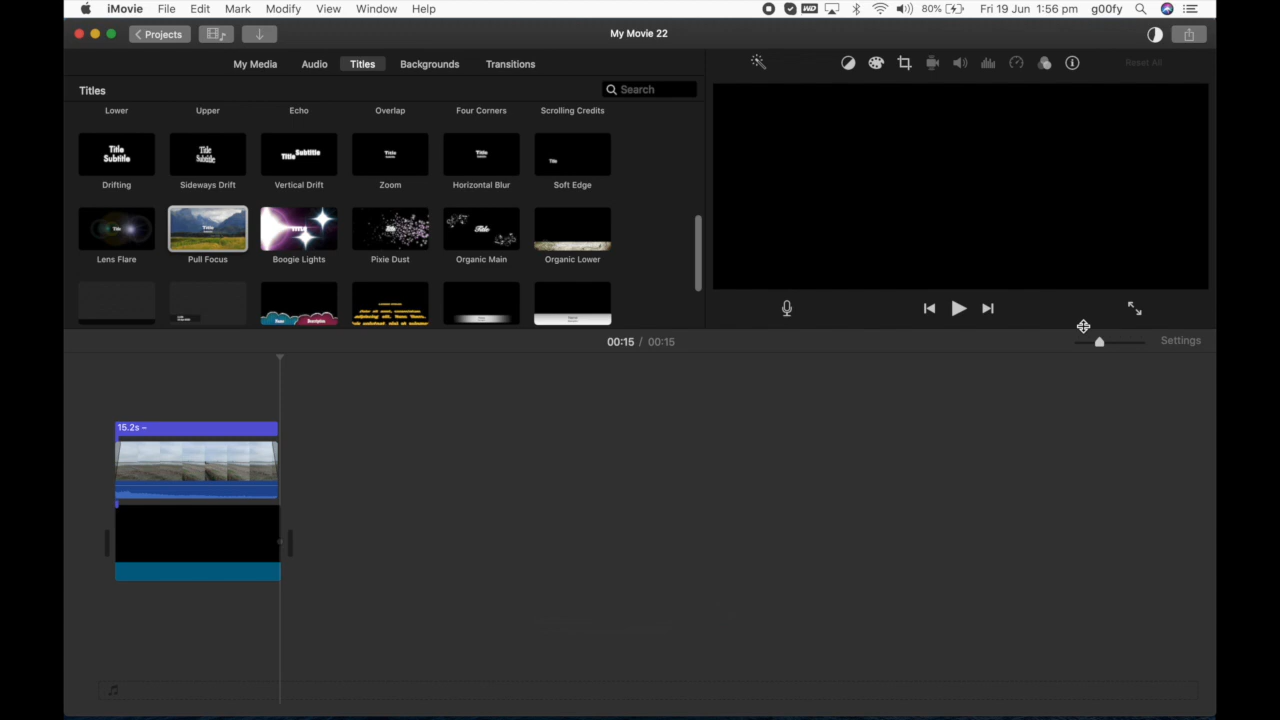 iMovie File Edit Mark Modify View Window Help WD 80% Fri 19 Jun 1:56 pm g00fy
Projects My Movie 22
My Media Audio Titles Backgrounds Transitions Reset All
Titles Search
Lower Upper Echo Overlap Four Corners Scrolling Credits
Title Title Title Subtitle Title Title Title
Subtitle Subtitle
Drifting Sideways Drift Vertical Drift Zoom Horizontal Blur Soft Edge
Title Title TITLE Title
Lens Flare Pull Focus Boogie Lights Pixie Dust Organic Main Organic Lower
00:15 / 00:15 Settings
15.2s –